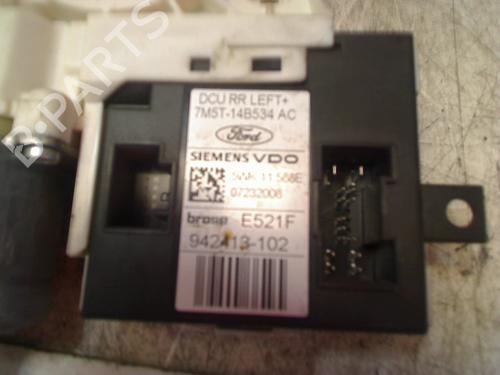 DCU RR LEFT+
7M5T-14B534 AC
Ford
SIEMENS VDO
07232008
brose E521F
942413-102
B-PARTS